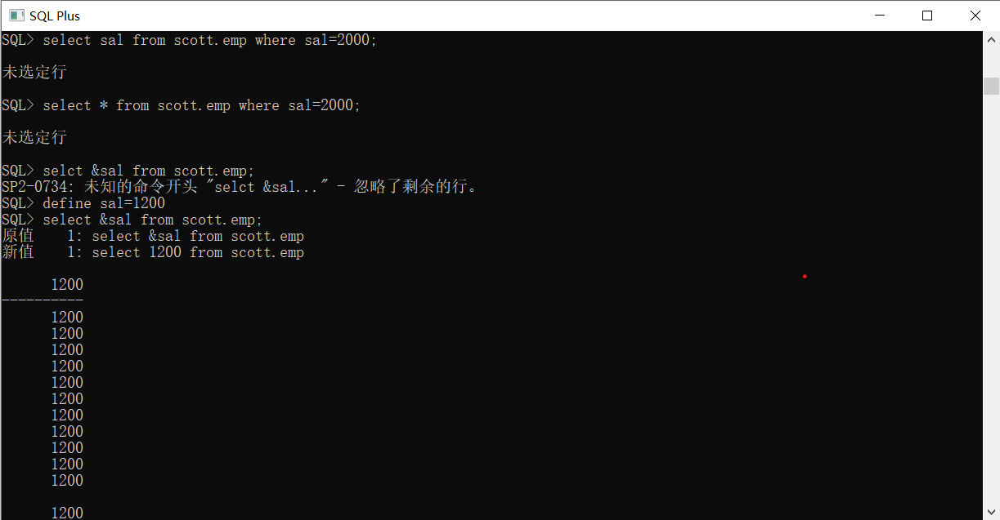 SQL Plus
SQL> select sal from scott.emp where sal=2000;
未选定行
SQL> select * from scott.emp where sal=2000;
未选定行
SQL> selct &sal from scott.emp;
SP2-0734: 未知的命令开头 "selct &sal..." - 忽略了剩余的行。
SQL> define sal=1200
SQL> select &sal from scott.emp;
原值    1: select &sal from scott.emp
新值    1: select 1200 from scott.emp
1200
----------
1200
1200
1200
1200
1200
1200
1200
1200
1200
1200
1200
1200